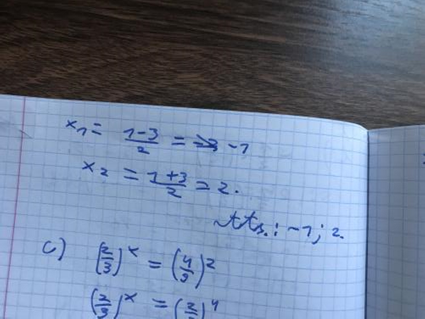 x₁ = (1-3)/2 = -1
x₂ = (1+3)/2 = 2.
Ats.: -1; 2
c) (2/3)^x = (4/9)^2
(2/3)^x = (2/3)^4